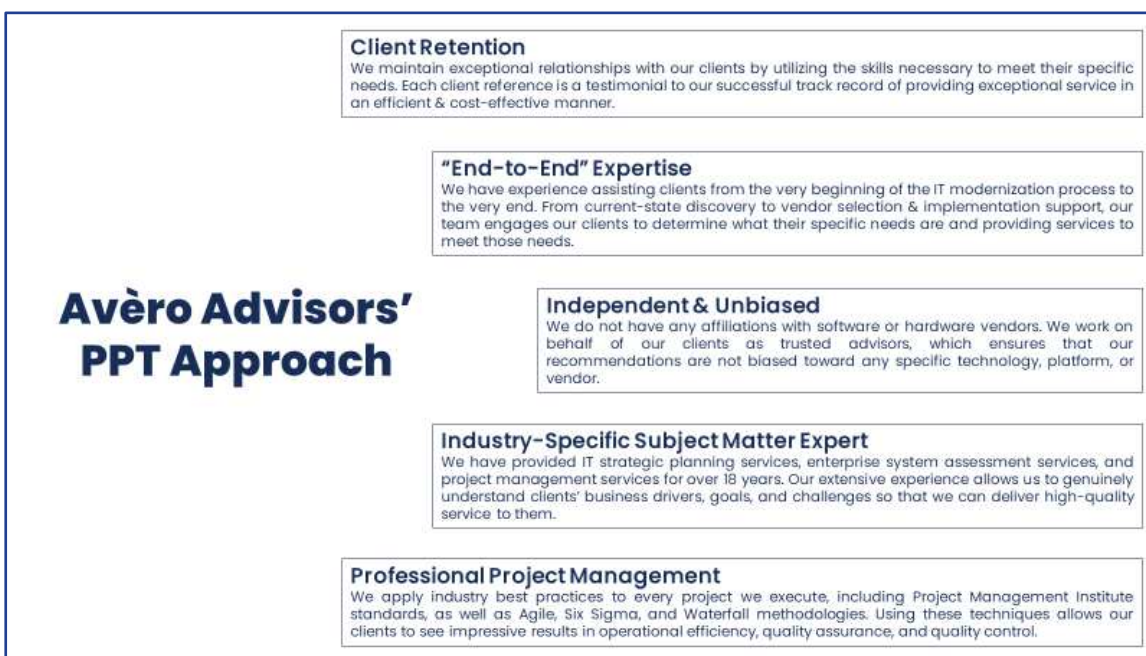 Client Retention
We maintain exceptional relationships with our clients by utilizing the skills necessary to meet their specific
needs. Each client reference is a testimonial to our successful track record of providing exceptional service in
an efficient & cost-effective manner.
“End-to-End” Expertise
We have experience assisting clients from the very beginning of the IT modernization process to
the very end. From current-state discovery to vendor selection & implementation support, our
team engages our clients to determine what their specific needs are and providing services to
meet those needs.
Avèro Advisors’
PPT Approach
Independent & Unbiased
We do not have any affiliations with software or hardware vendors. We work on
behalf of our clients as trusted advisors, which ensures that our
recommendations are not biased toward any specific technology, platform, or
vendor.
Industry-Specific Subject Matter Expert
We have provided IT strategic planning services, enterprise system assessment services, and
project management services for over 18 years. Our extensive experience allows us to genuinely
understand clients’ business drivers, goals, and challenges so that we can deliver high-quality
service to them.
Professional Project Management
We apply industry best practices to every project we execute, including Project Management Institute
standards, as well as Agile, Six Sigma, and Waterfall methodologies. Using these techniques allows our
clients to see impressive results in operational efficiency, quality assurance, and quality control.